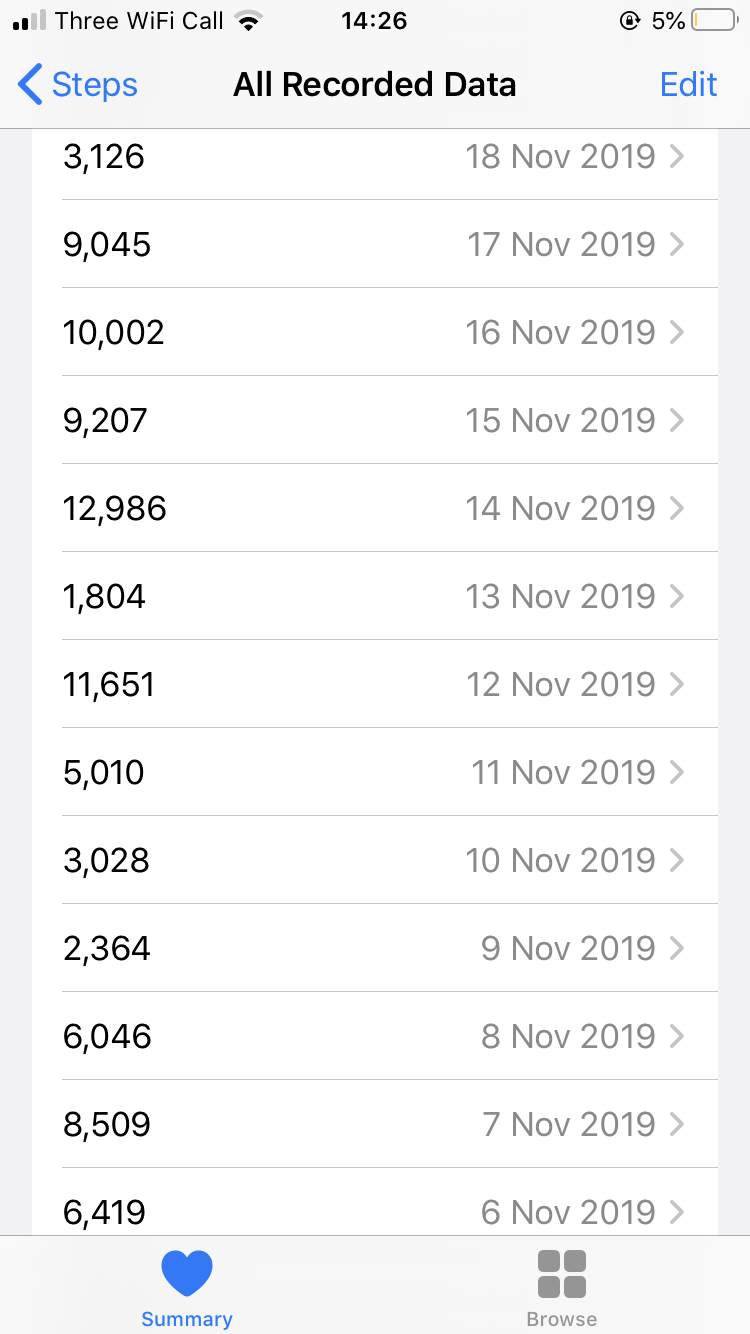 Three WiFi Call 14:26 5%
Steps All Recorded Data Edit
3,126 18 Nov 2019
9,045 17 Nov 2019
10,002 16 Nov 2019
9,207 15 Nov 2019
12,986 14 Nov 2019
1,804 13 Nov 2019
11,651 12 Nov 2019
5,010 11 Nov 2019
3,028 10 Nov 2019
2,364 9 Nov 2019
6,046 8 Nov 2019
8,509 7 Nov 2019
6,419 6 Nov 2019
Summary Browse